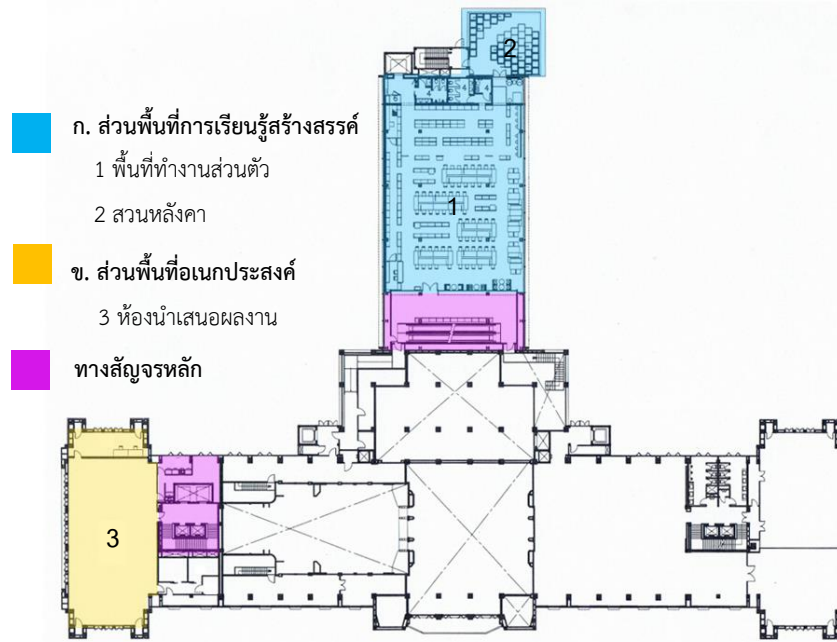 ก. ส่วนพื้นที่การเรียนรู้สร้างสรรค์
1 พื้นที่ทำงานส่วนตัว
2 สวนหลังคา
ข. ส่วนพื้นที่อเนกประสงค์
3 ห้องนำเสนอผลงาน
ทางสัญจรหลัก
2
4
4
4
1
3